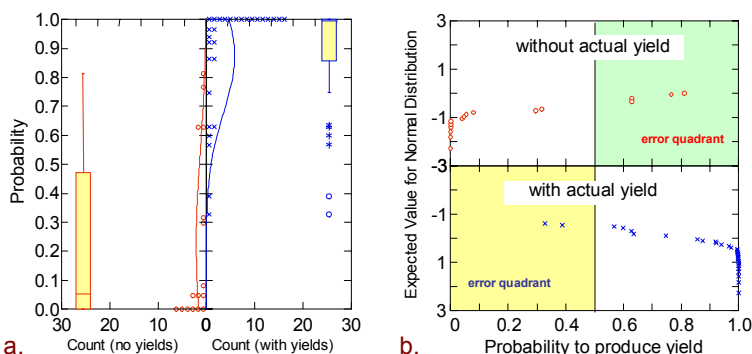 1.0
0.9
0.8
0.7
0.6
0.5
0.4
0.3
0.2
0.1
0.0
Probability
30 20 10 0 0 10 20 30
Count (no yields) Count (with yields)
a.
Expected Value for Normal Distribution
3
1
-1
-3
3
-1
1
3
without actual yield
error quadrant
with actual yield
error quadrant
0 0.2 0.4 0.6 0.8 1.0
Probability to produce yield
b.